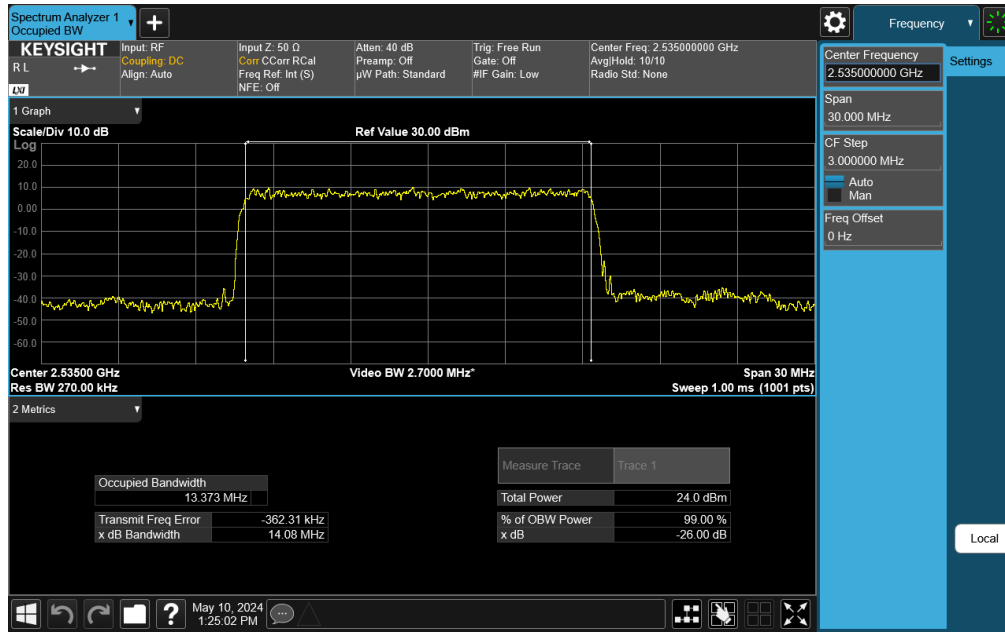 Spectrum Analyzer 1
Occupied BW
Frequency
KEYSIGHT
R L
LXI
Input: RF
Coupling: DC
Align: Auto
Input Z: 50 Ω
Corr CCorr RCal
Freq Ref: Int (S)
NFE: Off
Atten: 40 dB
Preamp: Off
µW Path: Standard
Trig: Free Run
Gate: Off
#IF Gain: Low
Center Freq: 2.535000000 GHz
Avg|Hold: 10/10
Radio Std: None
Center Frequency
2.535000000 GHz
Settings
Span
30.000 MHz
CF Step
3.000000 MHz
Auto
Man
Freq Offset
0 Hz
Local
1 Graph
Scale/Div 10.0 dB
Ref Value 30.00 dBm
Log
20.0
10.0
0.00
-10.0
-20.0
-30.0
-40.0
-50.0
-60.0
Center 2.53500 GHz
Video BW 2.7000 MHz*
Span 30 MHz
Res BW 270.00 kHz
Sweep 1.00 ms (1001 pts)
2 Metrics
Measure Trace Trace 1
Occupied Bandwidth
13.373 MHz
Total Power 24.0 dBm
Transmit Freq Error -362.31 kHz
% of OBW Power 99.00 %
x dB Bandwidth 14.08 MHz
x dB -26.00 dB
?
May 10, 2024
1:25:02 PM